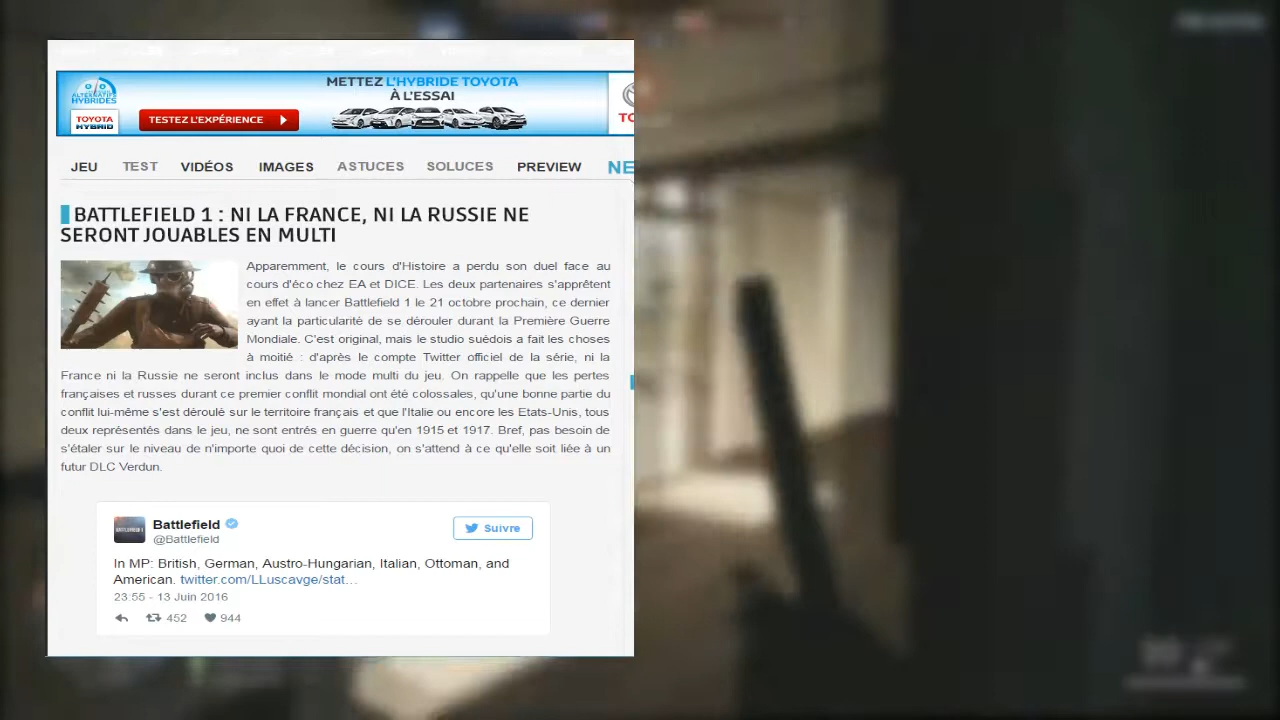 ALTERNATIVE
HYBRIDES
TOYOTA
HYBRID
TESTEZ L'EXPÉRIENCE
METTEZ L'HYBRIDE TOYOTA
À L'ESSAI
JEU TEST VIDÉOS IMAGES ASTUCES SOLUCES PREVIEW NE
BATTLEFIELD 1 : NI LA FRANCE, NI LA RUSSIE NE
SERONT JOUABLES EN MULTI
Apparemment, le cours d'Histoire a perdu son duel face au
cours d'éco chez EA et DICE. Les deux partenaires s'apprêtent
en effet à lancer Battlefield 1 le 21 octobre prochain, ce dernier
ayant la particularité de se dérouler durant la Première Guerre
Mondiale. C'est original, mais le studio suédois a fait les choses
à moitié : d'après le compte Twitter officiel de la série, ni la
France ni la Russie ne seront inclus dans le mode multi du jeu. On rappelle que les pertes
françaises et russes durant ce premier conflit mondial ont été colossales, qu'une bonne partie du
conflit lui-même s'est déroulé sur le territoire français et que l'Italie ou encore les Etats-Unis, tous
deux représentés dans le jeu, ne sont entrés en guerre qu'en 1915 et 1917. Bref, pas besoin de
s'étaler sur le niveau de n'importe quoi de cette décision, on s'attend à ce qu'elle soit liée à un
futur DLC Verdun.
Battlefield
@Battlefield
Suivre
In MP: British, German, Austro-Hungarian, Italian, Ottoman, and
American. twitter.com/LLuscavge/stat…
23:55 - 13 Juin 2016
452 944